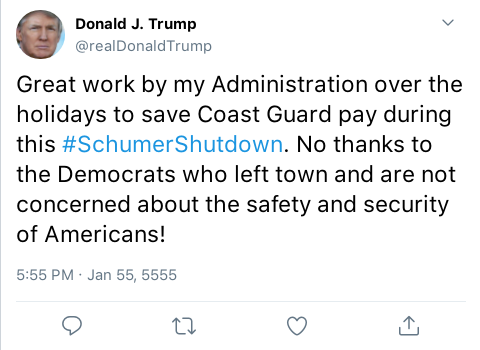 Donald J. Trump
@realDonaldTrump
Great work by my Administration over the
holidays to save Coast Guard pay during
this #SchumerShutdown. No thanks to
the Democrats who left town and are not
concerned about the safety and security
of Americans!
5:55 PM · Jan 55, 5555